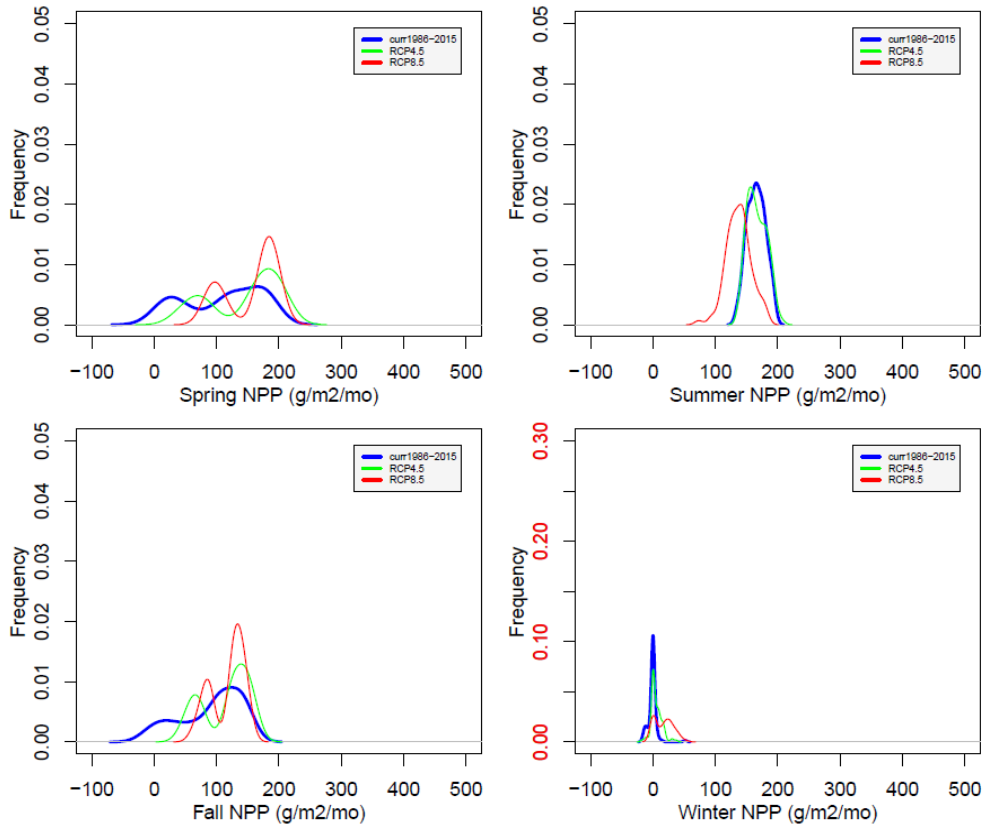 0.05
0.04
0.03
0.02
0.01
0.00
Frequency
curr1986−2015
RCP4.5
RCP8.5
−100 0 100 200 300 400 500
Spring NPP (g/m2/mo)
0.05
0.04
0.03
0.02
0.01
0.00
Frequency
curr1986−2015
RCP4.5
RCP8.5
−100 0 100 200 300 400 500
Summer NPP (g/m2/mo)
0.05
0.04
0.03
0.02
0.01
0.00
Frequency
curr1986−2015
RCP4.5
RCP8.5
−100 0 100 200 300 400 500
Fall NPP (g/m2/mo)
0.30
0.20
0.10
0.00
Frequency
curr1986−2015
RCP4.5
RCP8.5
−100 0 100 200 300 400 500
Winter NPP (g/m2/mo)